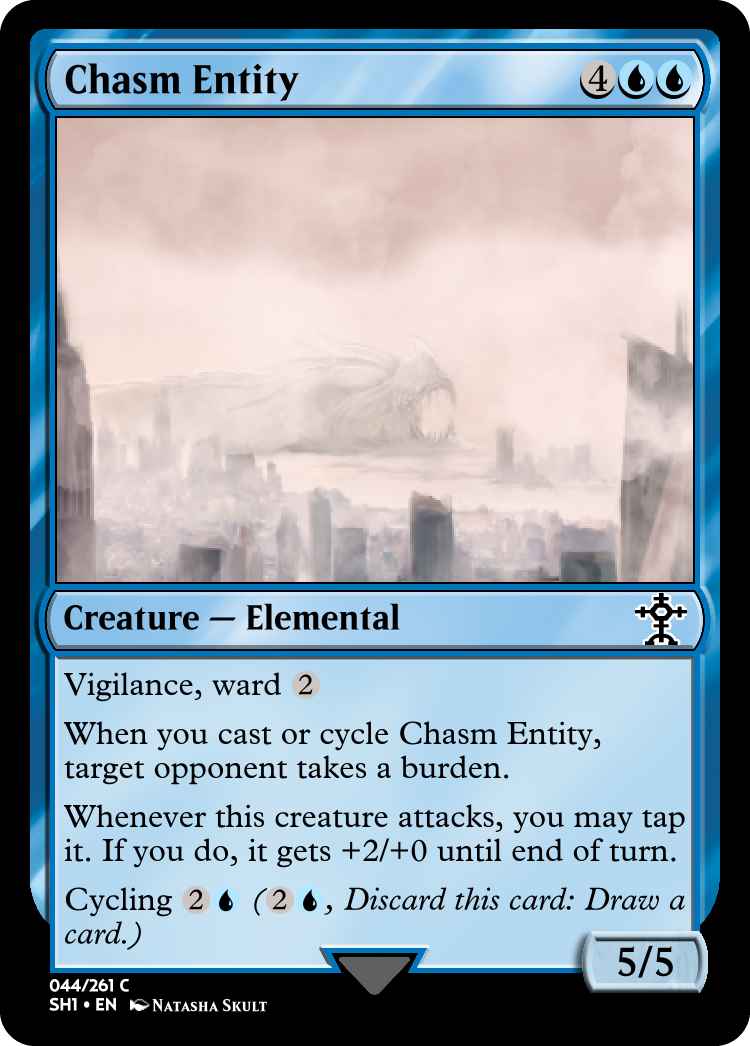 Chasm Entity 4
Creature — Elemental
Vigilance, ward 2
When you cast or cycle Chasm Entity,
target opponent takes a burden.
Whenever this creature attacks, you may tap
it. If you do, it gets +2/+0 until end of turn.
Cycling 2 (2, Discard this card: Draw a
card.)
5/5
044/261 C
SH1 • EN Natasha Skult